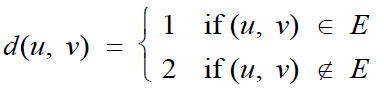 d(u, v) = { 1 if (u, v) ∈ E
2 if (u, v) ∉ E